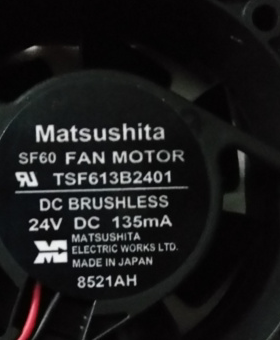 Matsushita
SF60 FAN MOTOR
TSF613B2401
DC BRUSHLESS
24V DC 135mA
MATSUSHITA
ELECTRIC WORKS LTD.
MADE IN JAPAN
8521AH